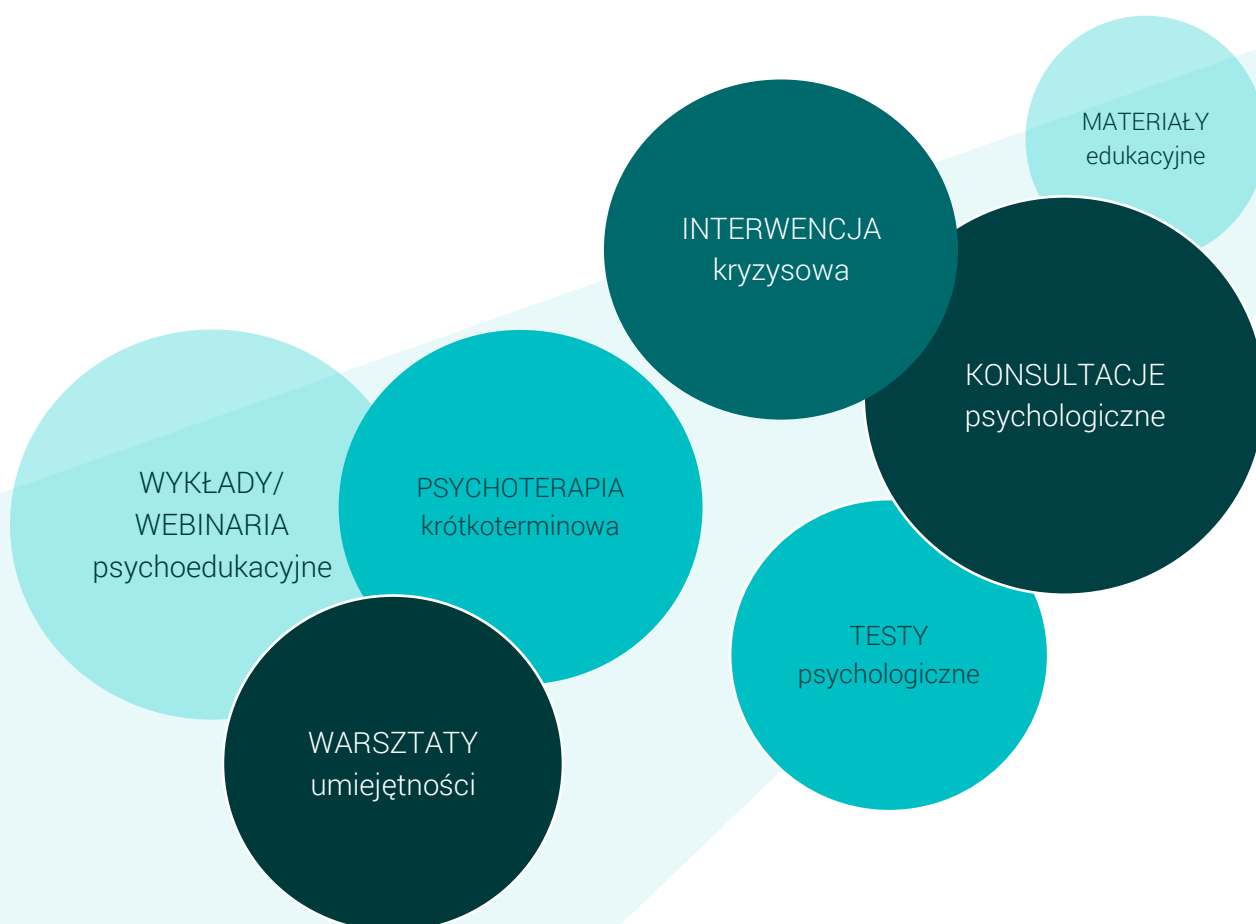 MATERIAŁY
edukacyjne
INTERWENCJA
kryzysowa
KONSULTACJE
psychologiczne
WYKŁADY/
WEBINARIA
psychoedukacyjne
PSYCHOTERAPIA
krótkoterminowa
TESTY
psychologiczne
WARSZTATY
umiejętności